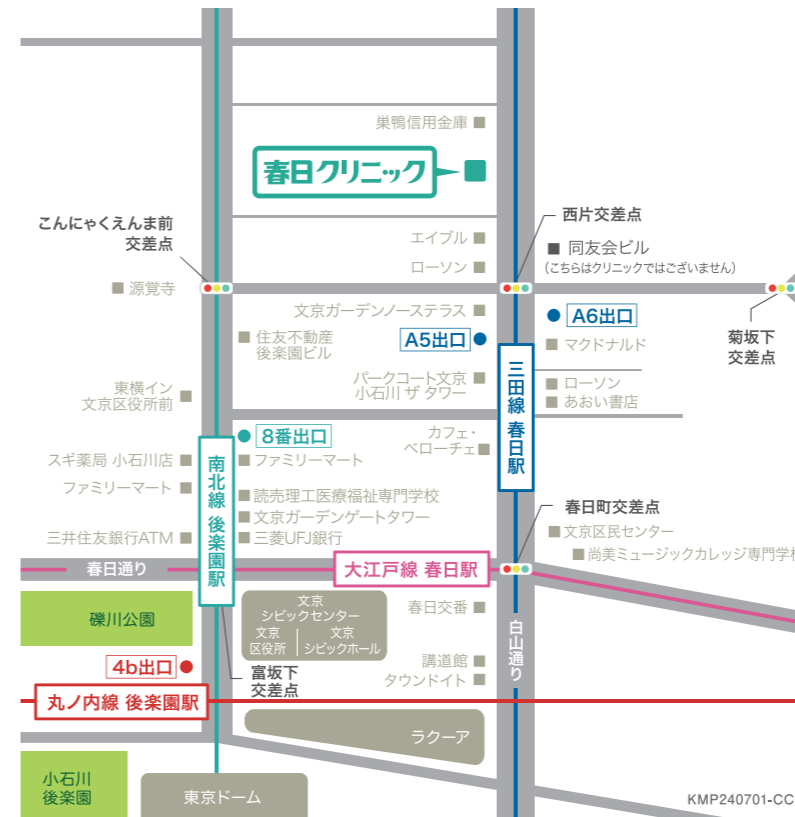 巣鴨信用金庫
春日クリニック
こんにゃくえんま前
交差点
西片交差点
エイブル
同友会ビル
(こちらはクリニックではございません)
ローソン
源覚寺
文京ガーデンノーステラス
A6出口
住友不動産
後楽園ビル
A5出口
マクドナルド
菊坂下
交差点
三田線 春日駅
パークコート文京
小石川 ザ タワー
東横イン
文京区役所前
ローソン
あおい書店
8番出口
カフェ・
ベローチェ
スギ薬局 小石川店
南北線 後楽園駅
ファミリーマート
ファミリーマート
読売理工医療福祉専門学校
春日町交差点
文京ガーデンゲートタワー
文京区民センター
三井住友銀行ATM
三菱UFJ銀行
尚美ミュージックカレッジ専門学校
春日通り
大江戸線 春日駅
礫川公園
文京
シビックセンター
文京
区役所
文京
シビックホール
春日交番
白山通り
4b出口
富坂下
交差点
講道館
タウンドイト
丸ノ内線 後楽園駅
ラクーア
小石川
後楽園
東京ドーム
KMP240701-CC